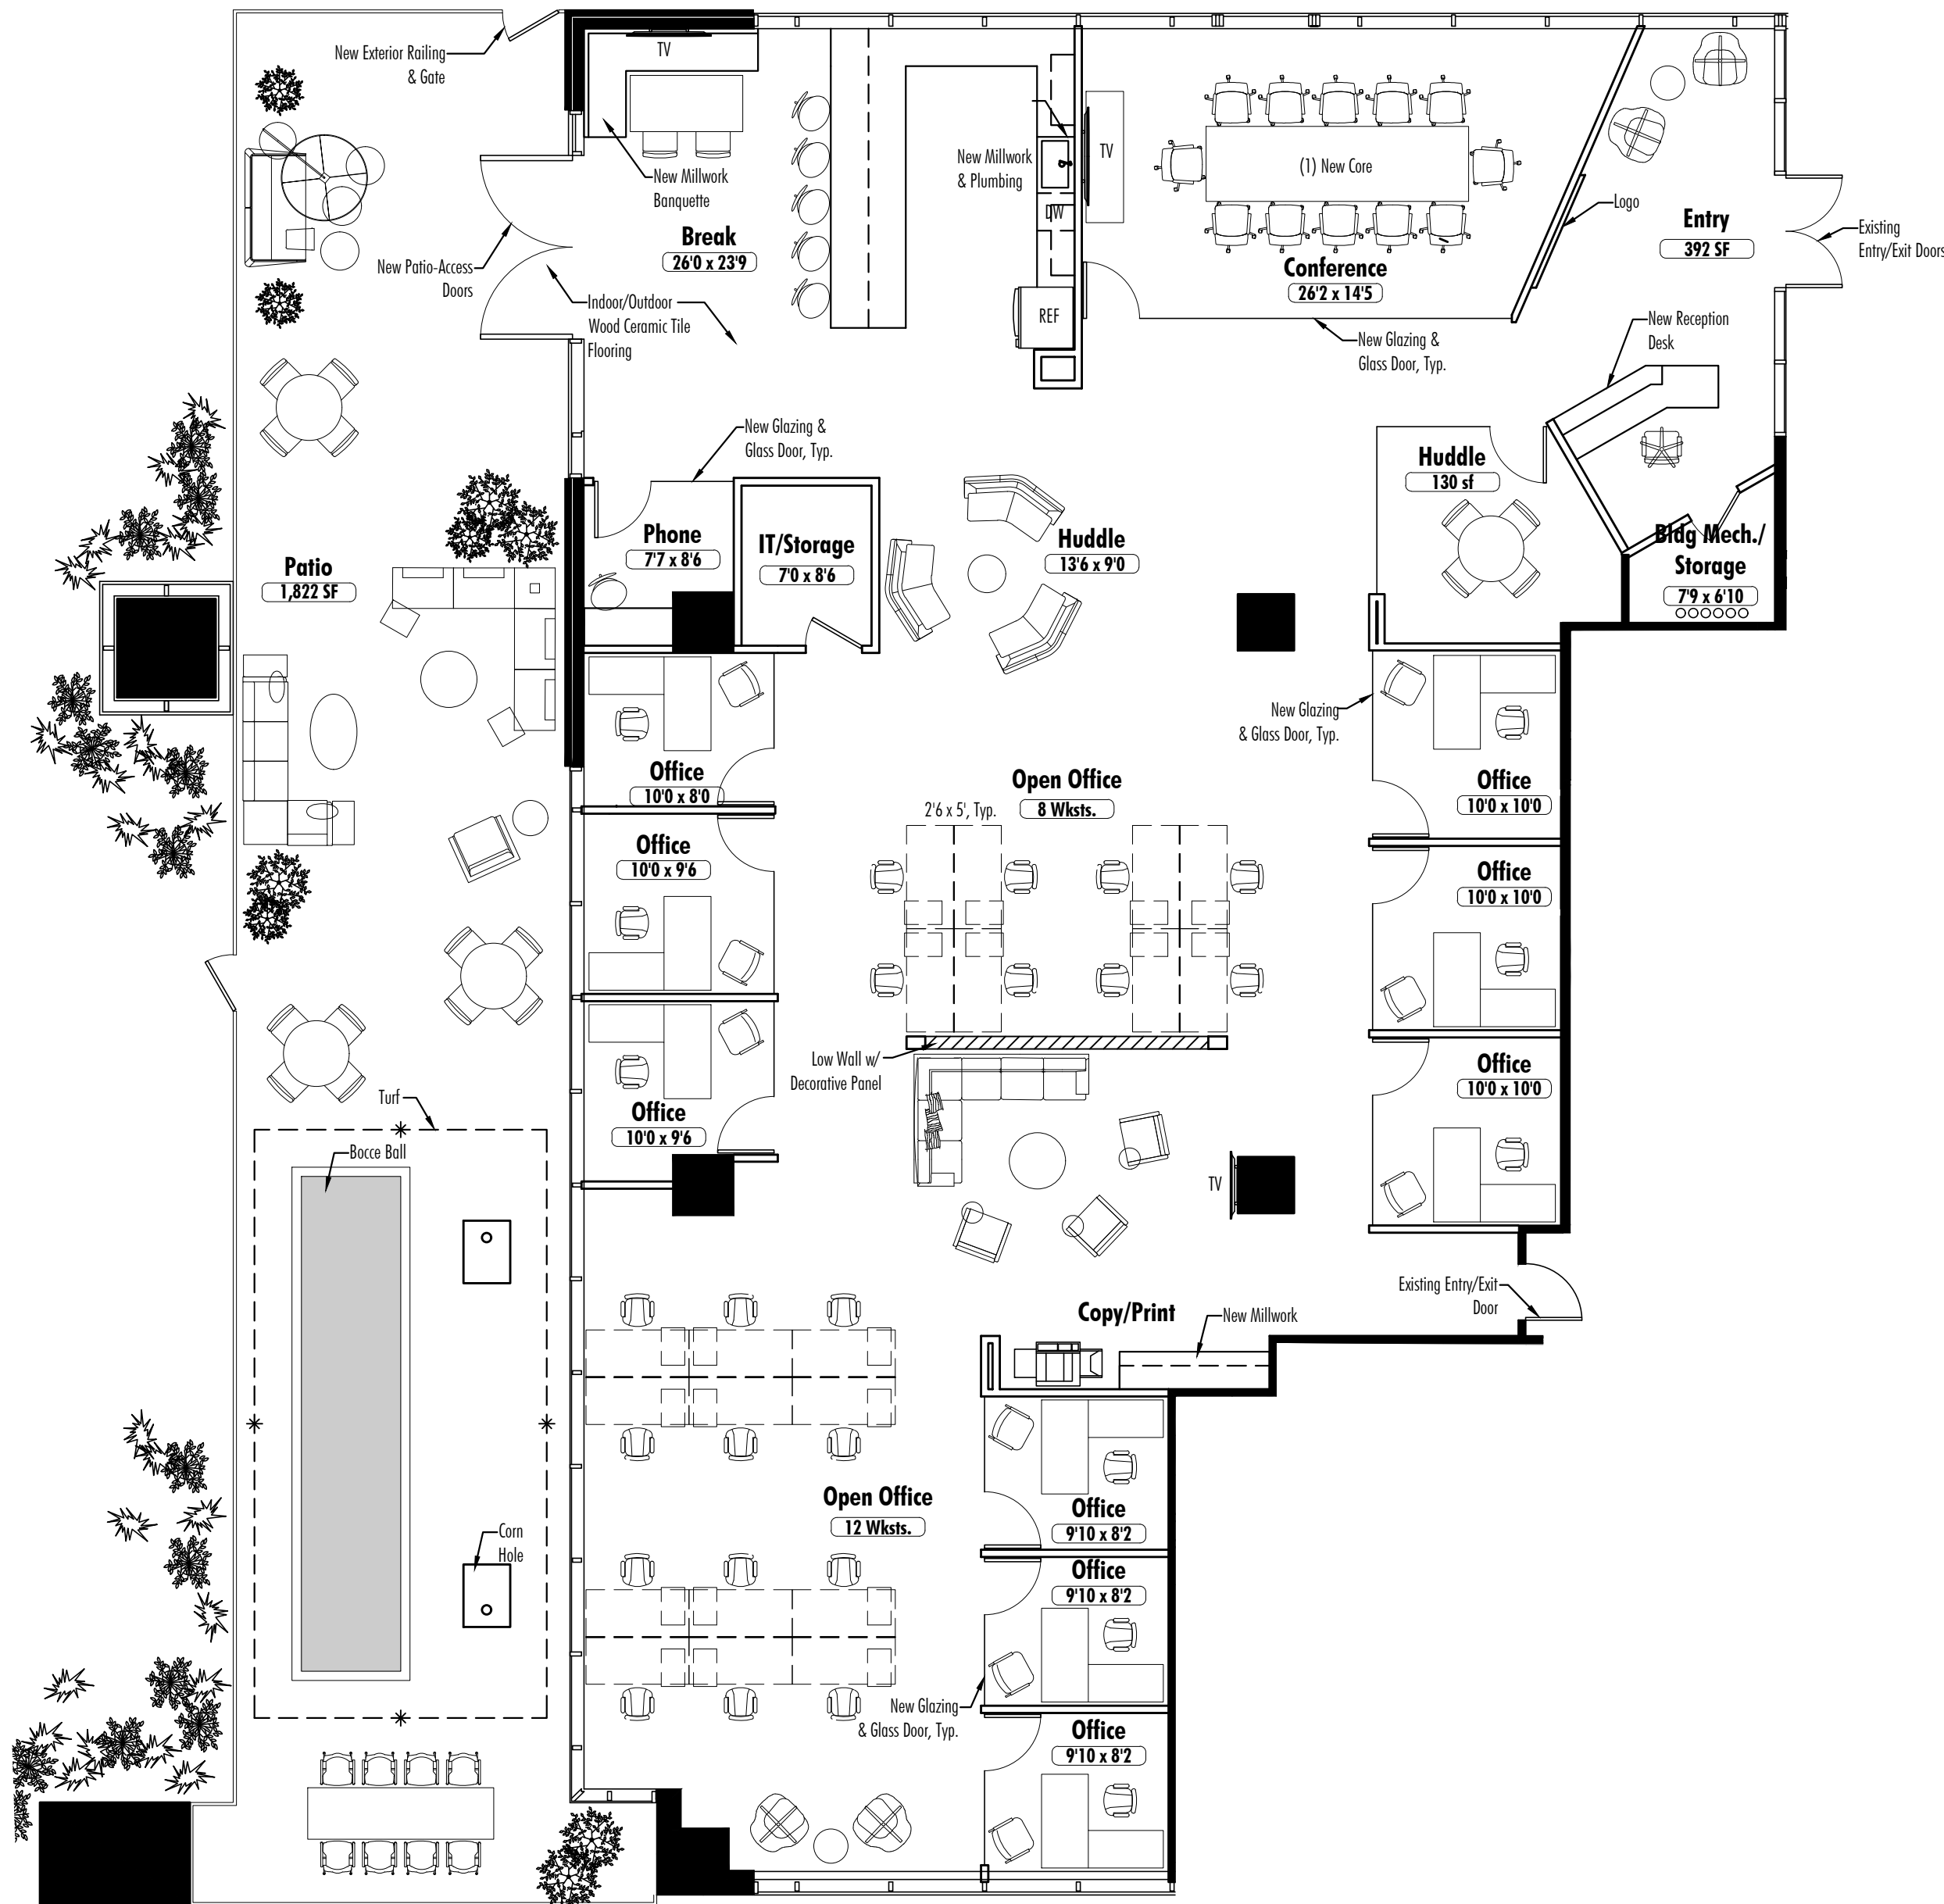 New Exterior Railing
& Gate
TV
New Millwork
Banquette
Break
26'0 x 23'9
New Patio-Access
Doors
Indoor/Outdoor
Wood Ceramic Tile
Flooring
New Millwork
& Plumbing
DW
REF
TV
(1) New Core
Conference
26'2 x 14'5
New Glazing &
Glass Door, Typ.
Logo
Entry
392 SF
Existing
Entry/Exit Doors
New Reception
Desk
New Glazing &
Glass Door, Typ.
Huddle
130 sf
Phone
7'7 x 8'6
IT/Storage
7'0 x 8'6
Huddle
13'6 x 9'0
Bldg Mech./
Storage
7'9 x 6'10
Patio
1,822 SF
New Glazing
& Glass Door, Typ.
Office
10'0 x 8'0
Open Office
8 Wksts.
2'6 x 5', Typ.
Office
10'0 x 10'0
Office
10'0 x 9'6
Office
10'0 x 10'0
Low Wall w/
Decorative Panel
Office
10'0 x 10'0
Office
10'0 x 9'6
Turf
Bocce Ball
TV
Existing Entry/Exit
Door
Copy/Print
New Millwork
Open Office
12 Wksts.
Office
9'10 x 8'2
Corn
Hole
Office
9'10 x 8'2
New Glazing
& Glass Door, Typ.
Office
9'10 x 8'2